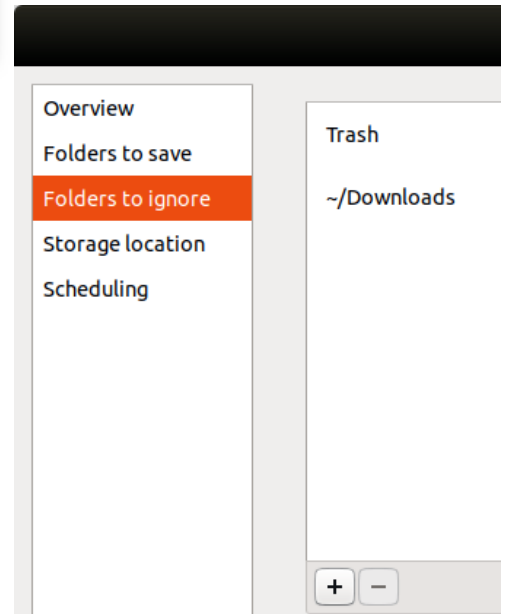 Overview
Folders to save
Folders to ignore
Storage location
Scheduling
Trash
~/Downloads
+ −